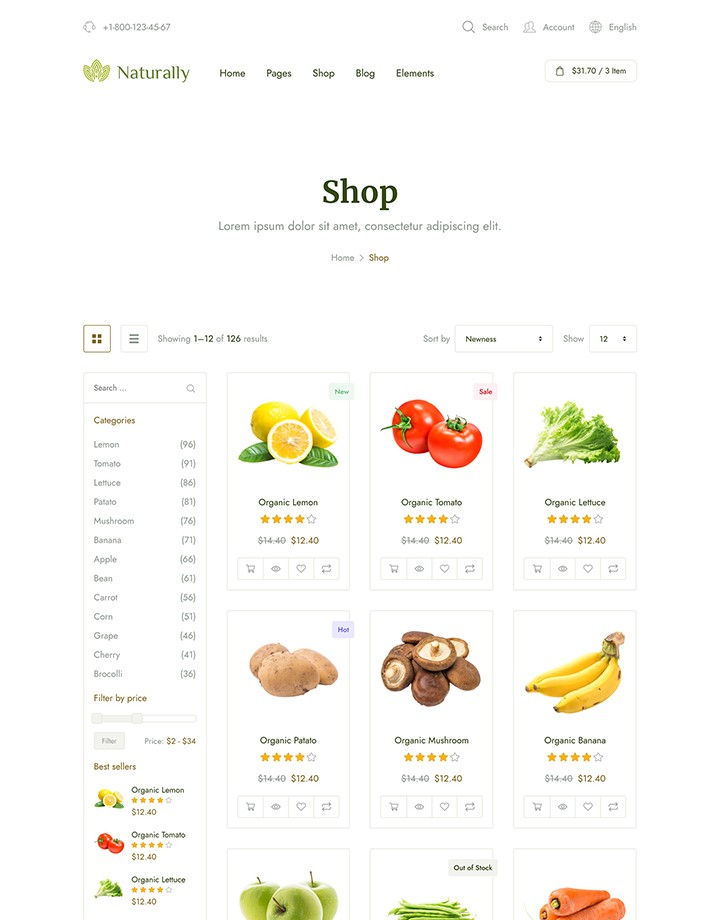 +1-800-123-45-67
Search Account English
Naturally
Home Pages Shop Blog Elements
$31.70 / 3 Item
Shop
Lorem ipsum dolor sit amet, consectetur adipiscing elit.
Home > Shop
Showing 1–12 of 126 results
Sort by Newness Show 12
Search ...
Categories
Lemon (96)
Tomato (91)
Lettuce (86)
Patato (81)
Mushroom (76)
Banana (71)
Apple (66)
Bean (61)
Carrot (56)
Corn (51)
Grape (46)
Cherry (41)
Brocolli (36)
Filter by price
Filter Price: $2 - $34
Best sellers
Organic Lemon
$12.40
Organic Tomato
$12.40
Organic Lettuce
$12.40
New
Organic Lemon
$14.40 $12.40
Sale
Organic Tomato
$14.40 $12.40
Organic Lettuce
$14.40 $12.40
Hot
Organic Patato
$14.40 $12.40
Organic Mushroom
$14.40 $12.40
Organic Banana
$14.40 $12.40
Out of Stock